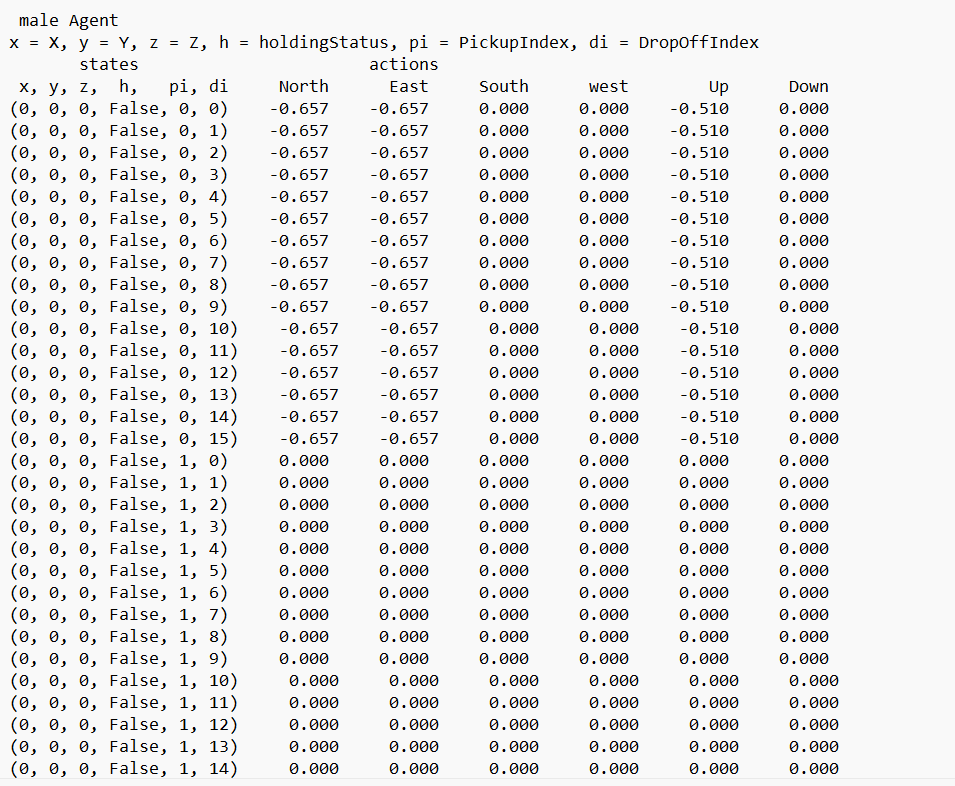 male Agent
x = X, y = Y, z = Z, h = holdingStatus, pi = PickupIndex, di = DropOffIndex
states actions
x, y, z, h, pi, di North East South west Up Down
(0, 0, 0, False, 0, 0) -0.657 -0.657 0.000 0.000 -0.510 0.000
(0, 0, 0, False, 0, 1) -0.657 -0.657 0.000 0.000 -0.510 0.000
(0, 0, 0, False, 0, 2) -0.657 -0.657 0.000 0.000 -0.510 0.000
(0, 0, 0, False, 0, 3) -0.657 -0.657 0.000 0.000 -0.510 0.000
(0, 0, 0, False, 0, 4) -0.657 -0.657 0.000 0.000 -0.510 0.000
(0, 0, 0, False, 0, 5) -0.657 -0.657 0.000 0.000 -0.510 0.000
(0, 0, 0, False, 0, 6) -0.657 -0.657 0.000 0.000 -0.510 0.000
(0, 0, 0, False, 0, 7) -0.657 -0.657 0.000 0.000 -0.510 0.000
(0, 0, 0, False, 0, 8) -0.657 -0.657 0.000 0.000 -0.510 0.000
(0, 0, 0, False, 0, 9) -0.657 -0.657 0.000 0.000 -0.510 0.000
(0, 0, 0, False, 0, 10) -0.657 -0.657 0.000 0.000 -0.510 0.000
(0, 0, 0, False, 0, 11) -0.657 -0.657 0.000 0.000 -0.510 0.000
(0, 0, 0, False, 0, 12) -0.657 -0.657 0.000 0.000 -0.510 0.000
(0, 0, 0, False, 0, 13) -0.657 -0.657 0.000 0.000 -0.510 0.000
(0, 0, 0, False, 0, 14) -0.657 -0.657 0.000 0.000 -0.510 0.000
(0, 0, 0, False, 0, 15) -0.657 -0.657 0.000 0.000 -0.510 0.000
(0, 0, 0, False, 1, 0) 0.000 0.000 0.000 0.000 0.000 0.000
(0, 0, 0, False, 1, 1) 0.000 0.000 0.000 0.000 0.000 0.000
(0, 0, 0, False, 1, 2) 0.000 0.000 0.000 0.000 0.000 0.000
(0, 0, 0, False, 1, 3) 0.000 0.000 0.000 0.000 0.000 0.000
(0, 0, 0, False, 1, 4) 0.000 0.000 0.000 0.000 0.000 0.000
(0, 0, 0, False, 1, 5) 0.000 0.000 0.000 0.000 0.000 0.000
(0, 0, 0, False, 1, 6) 0.000 0.000 0.000 0.000 0.000 0.000
(0, 0, 0, False, 1, 7) 0.000 0.000 0.000 0.000 0.000 0.000
(0, 0, 0, False, 1, 8) 0.000 0.000 0.000 0.000 0.000 0.000
(0, 0, 0, False, 1, 9) 0.000 0.000 0.000 0.000 0.000 0.000
(0, 0, 0, False, 1, 10) 0.000 0.000 0.000 0.000 0.000 0.000
(0, 0, 0, False, 1, 11) 0.000 0.000 0.000 0.000 0.000 0.000
(0, 0, 0, False, 1, 12) 0.000 0.000 0.000 0.000 0.000 0.000
(0, 0, 0, False, 1, 13) 0.000 0.000 0.000 0.000 0.000 0.000
(0, 0, 0, False, 1, 14) 0.000 0.000 0.000 0.000 0.000 0.000